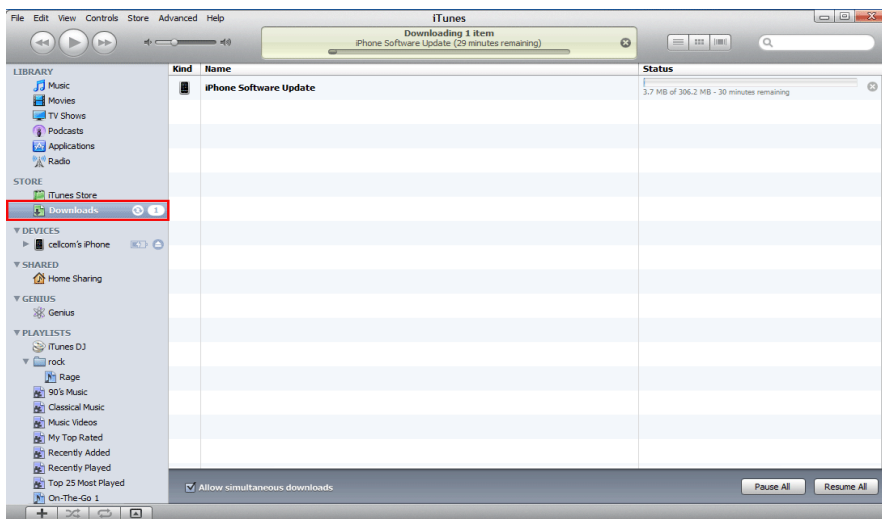 File Edit View Controls Store Advanced Help
iTunes
Downloading 1 item
iPhone Software Update (29 minutes remaining)
LIBRARY
Music
Movies
TV Shows
Podcasts
Applications
Radio
STORE
iTunes Store
Downloads 1
DEVICES
cellcom's iPhone
SHARED
Home Sharing
GENIUS
Genius
PLAYLISTS
iTunes DJ
rock
Rage
90's Music
Classical Music
Music Videos
My Top Rated
Recently Added
Recently Played
Top 25 Most Played
On-The-Go 1
Kind Name Status
iPhone Software Update
3.7 MB of 306.2 MB - 30 minutes remaining
Allow simultaneous downloads
Pause All Resume All